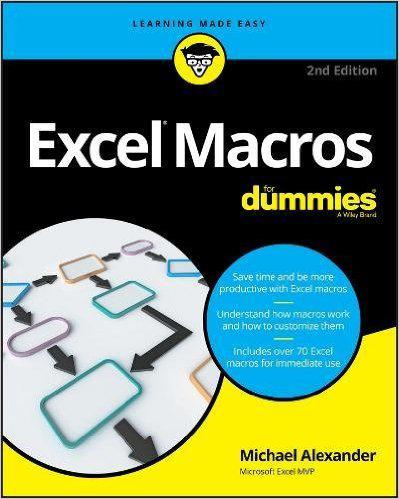 LEARNING MADE EASY
2nd Edition
Excel® Macros
for
dummies®
A Wiley Brand
Save time and be more
productive with Excel macros
Understand how macros work
and how to customize them
Includes over 70 Excel
macros for immediate use
Michael Alexander
Microsoft Excel MVP